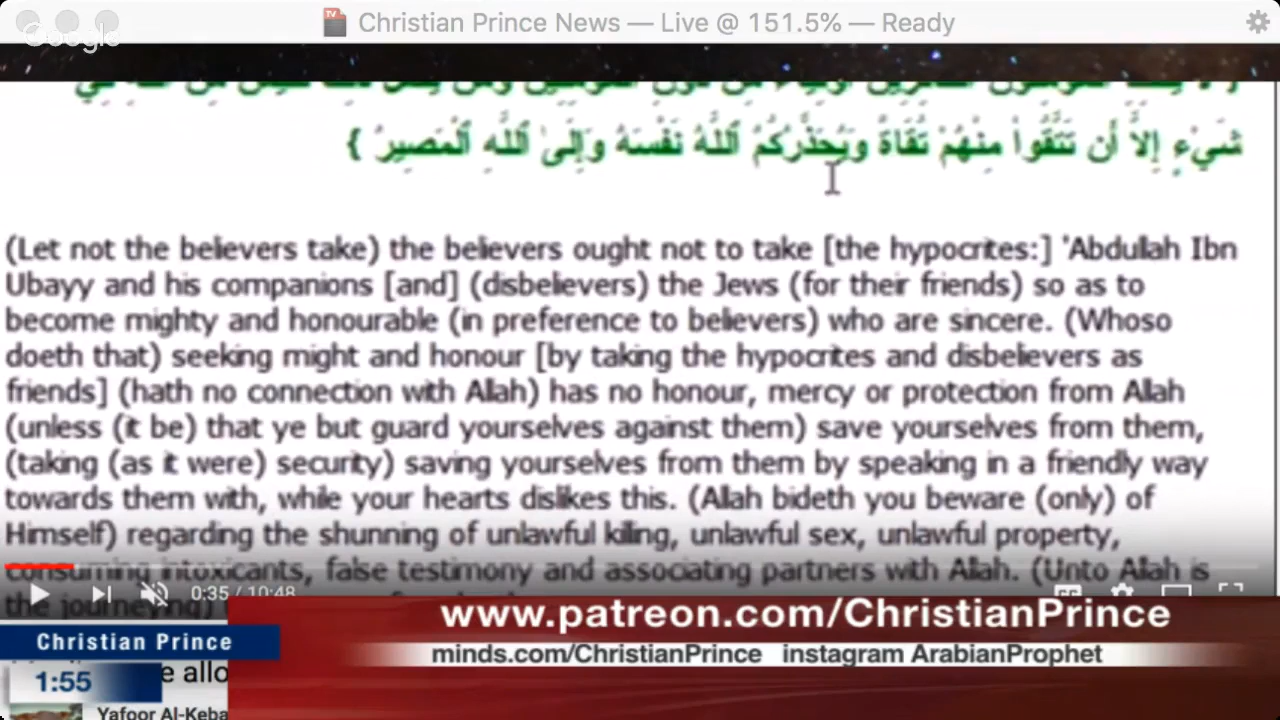 Christian Prince News — Live @ 151.5% — Ready
Google
شَيْءٍ إِلاَّ أَن تَتَّقُواْ مِنْهُمْ تُقَاةً وَيُحَذِّرُكُمُ ٱللَّهُ نَفْسَهُ وَإِلَىٰ ٱللَّهِ ٱلْمَصِيرُ }
(Let not the believers take) the believers ought not to take [the hypocrites:] 'Abdullah Ibn
Ubayy and his companions [and] (disbelievers) the Jews (for their friends) so as to
become mighty and honourable (in preference to believers) who are sincere. (Whoso
doeth that) seeking might and honour [by taking the hypocrites and disbelievers as
friends] (hath no connection with Allah) has no honour, mercy or protection from Allah
(unless (it be) that ye but guard yourselves against them) save yourselves from them,
(taking (as it were) security) saving yourselves from them by speaking in a friendly way
towards them with, while your hearts dislikes this. (Allah bideth you beware (only) of
Himself) regarding the shunning of unlawful killing, unlawful sex, unlawful property,
consuming intoxicants, false testimony and associating partners with Allah. (Unto Allah is
the journeying)
0:35 / 10:48
www.patreon.com/ChristianPrince
Christian Prince
minds.com/ChristianPrince instagram ArabianProphet
1:55
e allo
Yafoor Al-Keba